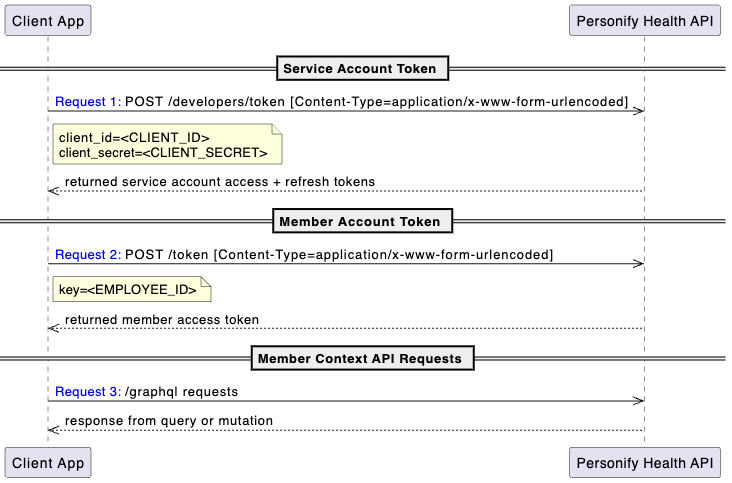 Client App
Personify Health API
Service Account Token
Request 1: POST /developers/token [Content-Type=application/x-www-form-urlencoded]
client_id=<CLIENT_ID>
client_secret=<CLIENT_SECRET>
returned service account access + refresh tokens
Member Account Token
Request 2: POST /token [Content-Type=application/x-www-form-urlencoded]
key=<EMPLOYEE_ID>
returned member access token
Member Context API Requests
Request 3: /graphql requests
response from query or mutation
Client App
Personify Health API